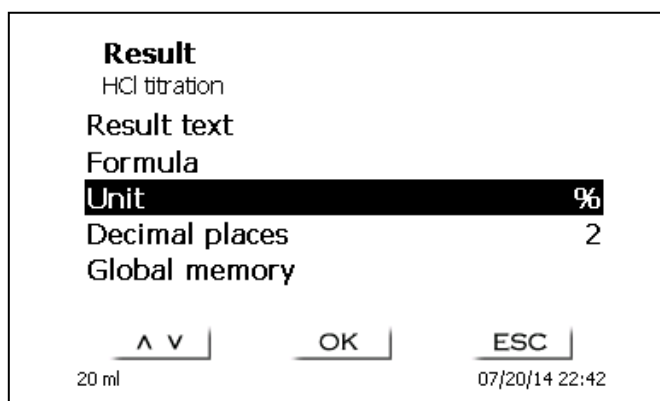 Result
HCl titration
Result text
Formula
Unit %
Decimal places 2
Global memory
∧ ∨ OK ESC
20 ml 07/20/14 22:42